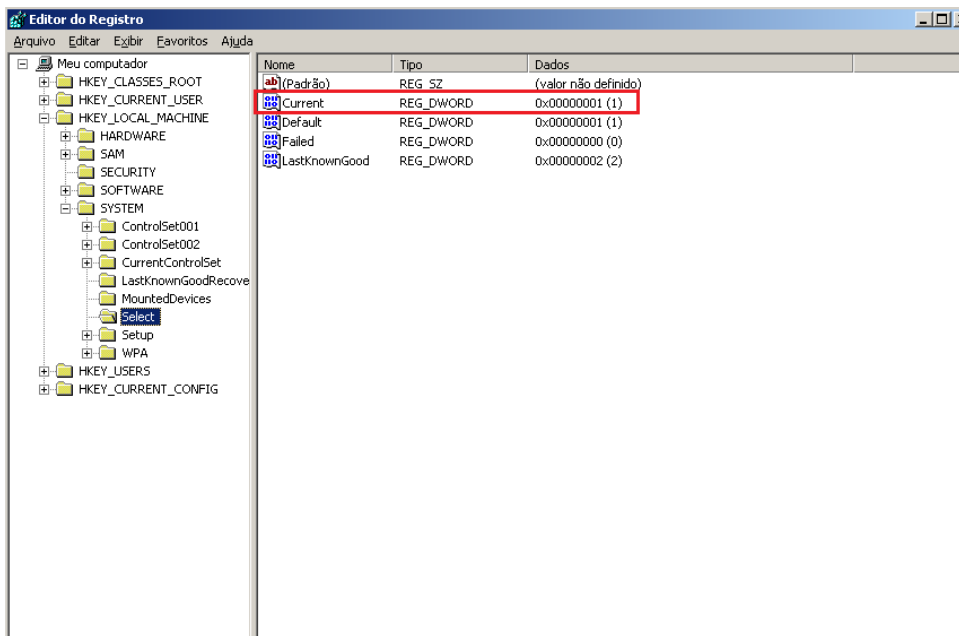 Editor do Registro
Arquivo Editar Exibir Favoritos Ajuda
Meu computador
HKEY_CLASSES_ROOT
HKEY_CURRENT_USER
HKEY_LOCAL_MACHINE
HARDWARE
SAM
SECURITY
SOFTWARE
SYSTEM
ControlSet001
ControlSet002
CurrentControlSet
LastKnownGoodRecove
MountedDevices
Select
Setup
WPA
HKEY_USERS
HKEY_CURRENT_CONFIG
Nome Tipo Dados
(Padrão) REG_SZ (valor não definido)
Current REG_DWORD 0x00000001 (1)
Default REG_DWORD 0x00000001 (1)
Failed REG_DWORD 0x00000000 (0)
LastKnownGood REG_DWORD 0x00000002 (2)